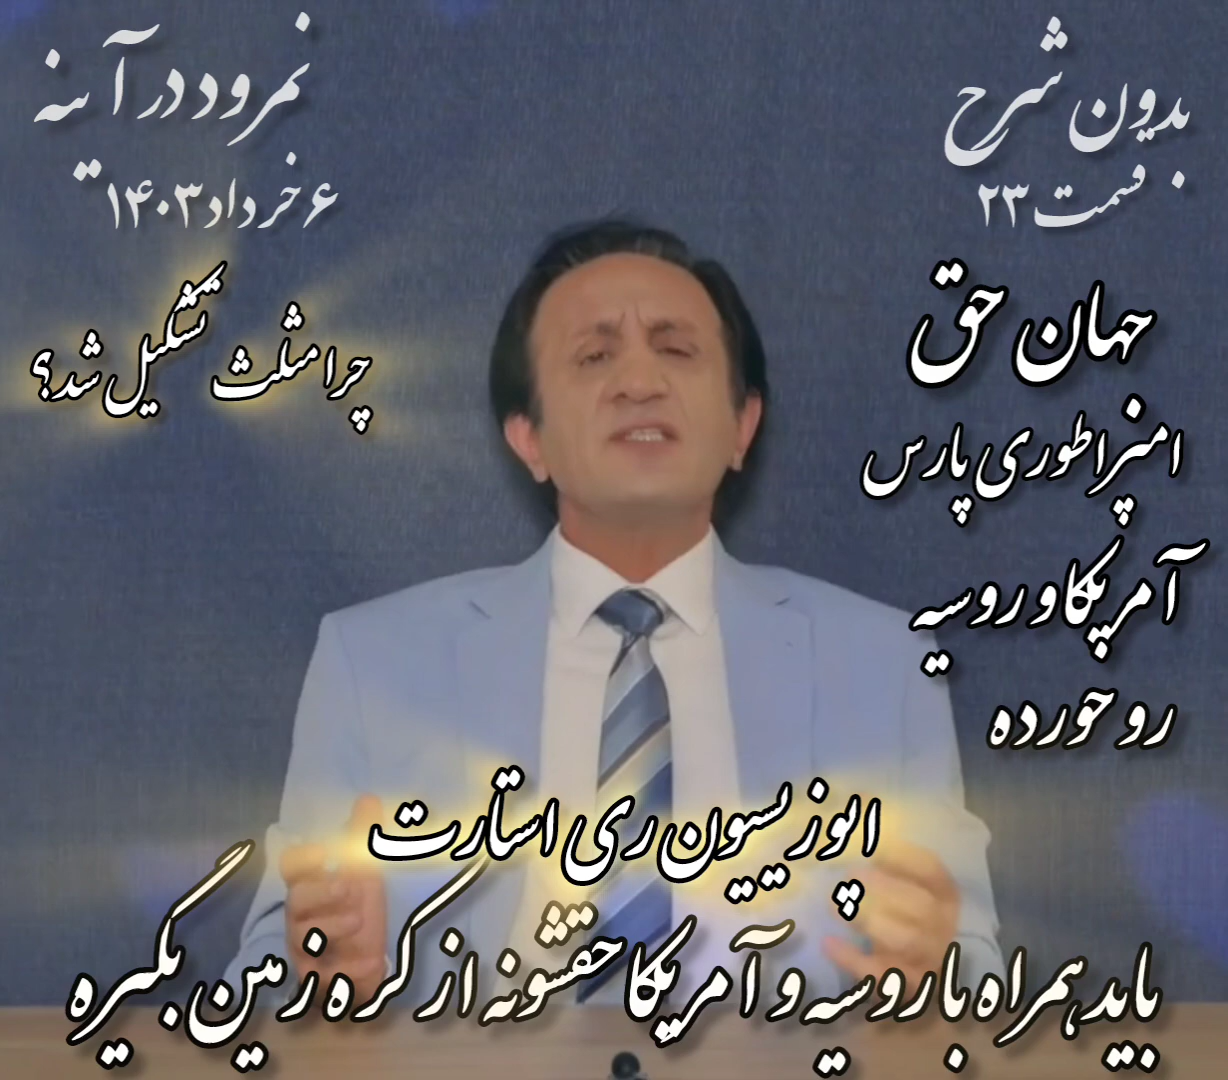 بدون شرح
قسمت ۲۳
نمرود در آینه
۶ خرداد ۱۴۰۳
جهان حق
امپراطوری پارس
آمریکا و روسیه
رو خورده
چرا مثلث تشکیل شد؟
اپوزیسیون ری استارت
باید همراه با روسیه و آمریکا حقشونه از کره زمین بگیره